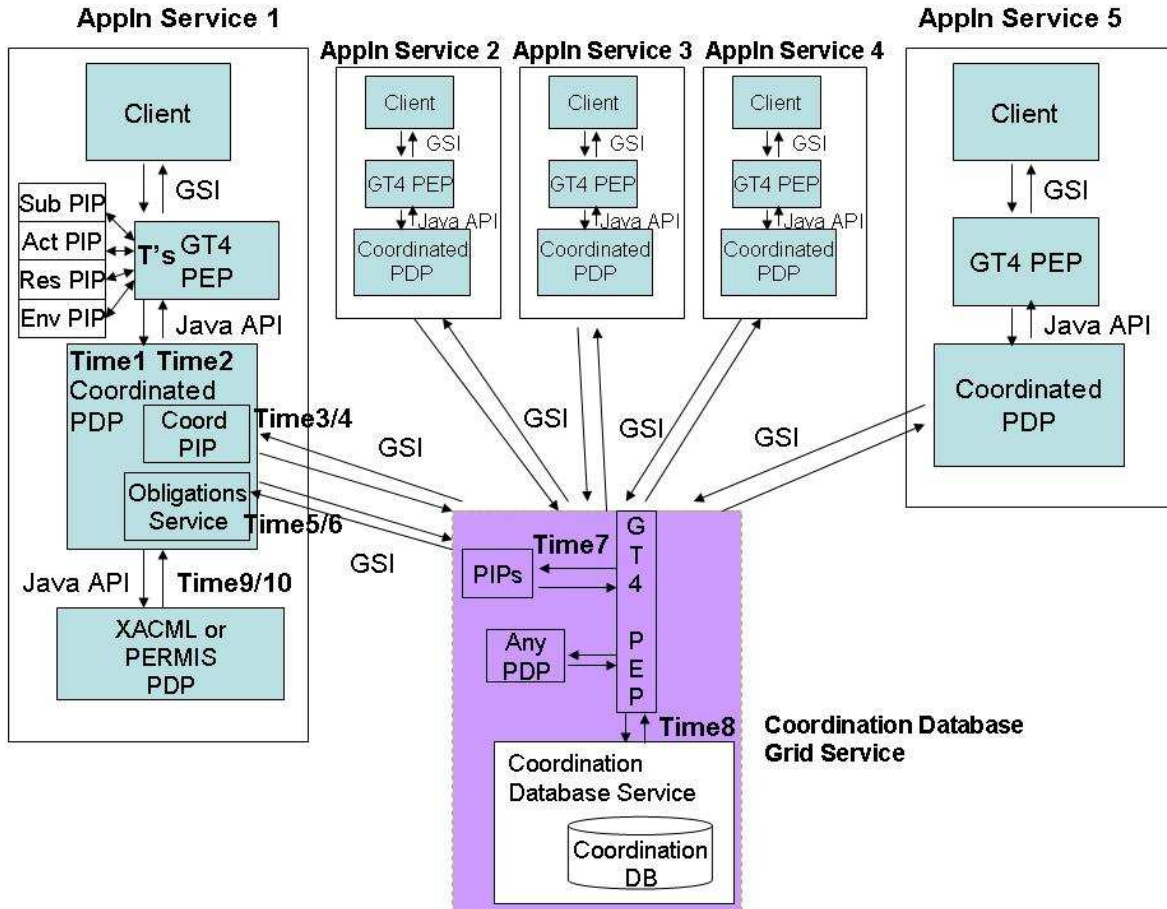 Appln Service 1
Client
GSI
Sub PIP
Act PIP
Res PIP
Env PIP
T's GT4
PEP
Java API
Time1 Time2
Coordinated
PDP
Coord
PIP
Time3/4
Obligations
Service
Time5/6
Java API
Time9/10
XACML or
PERMIS
PDP
GSI
GSI
Appln Service 2
Client
GSI
GT4 PEP
Java API
Coordinated
PDP
Appln Service 3
Client
GSI
GT4 PEP
Java API
Coordinated
PDP
Appln Service 4
Client
GSI
GT4 PEP
Java API
Coordinated
PDP
GSI
GSI
GSI
Appln Service 5
Client
GSI
GT4 PEP
Java API
Coordinated
PDP
Time7
PIPs
Any
PDP
G
T
4
P
E
P
Time8
Coordination Database
Grid Service
Coordination
Database Service
Coordination
DB